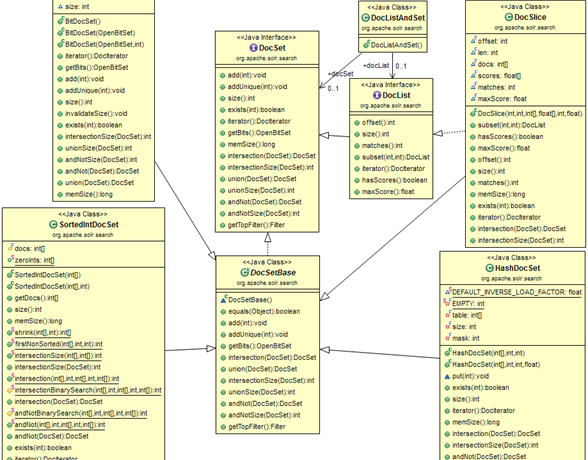 size: int
BitDocSet()
BitDocSet(OpenBitSet)
BitDocSet(OpenBitSet,int)
iterator():DocIterator
getBits():OpenBitSet
add(int):void
addUnique(int):void
size():int
invalidateSize():void
exists(int):boolean
intersectionSize(DocSet):int
unionSize(DocSet):int
andNotSize(DocSet):int
andNot(DocSet):DocSet
union(DocSet):DocSet
memSize():long
<<Java Interface>>
DocSet
org.apache.solr.search
add(int):void
addUnique(int):void
size():int
exists(int):boolean
iterator():DocIterator
getBits():OpenBitSet
memSize():long
intersection(DocSet):DocSet
intersectionSize(DocSet):int
union(DocSet):DocSet
unionSize(DocSet):int
andNot(DocSet):DocSet
andNotSize(DocSet):int
getTopFilter():Filter
<<Java Class>>
DocListAndSet
org.apache.solr.search
DocListAndSet()
+docSet
0..1
+docList
0..1
<<Java Interface>>
DocList
org.apache.solr.search
offset():int
size():int
matches():int
subset(int,int):DocList
iterator():DocIterator
hasScores():boolean
maxScore():float
<<Java Class>>
DocSlice
org.apache.solr.search
offset: int
len: int
docs: int[]
scores: float[]
matches: int
maxScore: float
DocSlice(int,int,int[],float[],int,float)
subset(int,int):DocList
hasScores():boolean
maxScore():float
offset():int
size():int
matches():int
memSize():long
exists(int):boolean
iterator():DocIterator
intersection(DocSet):DocSet
intersectionSize(DocSet):int
<<Java Class>>
SortedIntDocSet
org.apache.solr.search
docs: int[]
zeroInts: int[]
SortedIntDocSet(int[])
SortedIntDocSet(int[],int)
getDocs():int[]
size():int
memSize():long
shrink(int[],int):int[]
firstNonSorted(int[],int,int):int
intersectionSize(int[],int[]):int
intersectionSize(DocSet):int
intersection(int[],int,int[],int,int[]):int
intersectionBinarySearch(int[],int,int[],int,int[]):int
intersection(DocSet):DocSet
andNotBinarySearch(int[],int,int[],int,int[]):int
andNot(int[],int,int[],int,int[]):int
andNot(DocSet):DocSet
exists(int):boolean
iterator():DocIterator
<<Java Class>>
DocSetBase
org.apache.solr.search
DocSetBase()
equals(Object):boolean
add(int):void
addUnique(int):void
getBits():OpenBitSet
intersection(DocSet):DocSet
union(DocSet):DocSet
intersectionSize(DocSet):int
unionSize(DocSet):int
andNot(DocSet):DocSet
andNotSize(DocSet):int
getTopFilter():Filter
<<Java Class>>
HashDocSet
org.apache.solr.search
DEFAULT_INVERSE_LOAD_FACTOR: float
EMPTY: int
table: int[]
size: int
mask: int
HashDocSet(int[],int,int)
HashDocSet(int[],int,int,float)
put(int):void
exists(int):boolean
size():int
iterator():DocIterator
memSize():long
intersection(DocSet):DocSet
intersectionSize(DocSet):int
andNot(DocSet):DocSet